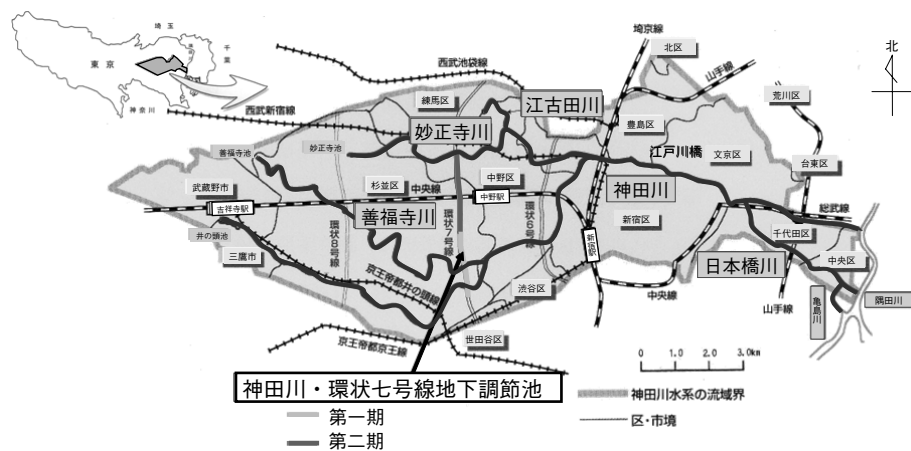 埼玉
千葉
東京
神奈川
埼京線
北区
北
西武池袋線
山手線
荒川区
練馬区
江古田川
西武新宿線
豊島区
妙正寺川
江戸川橋
善福寺池
妙正寺池
文京区
台東区
武蔵野市
杉並区
中央線
中野区
中野駅
神田川
吉祥寺駅
善福寺川
新宿区
総武線
井の頭池
環状8号線
環状7号線
環状6号線
新宿駅
千代田区
三鷹市
日本橋川
中央区
京王帝都井の頭線
渋谷区
中央線
亀島川
隅田川
山手線
世田谷区
京王帝都京王線
0 1.0 2.0 3.0km
神田川・環状七号線地下調節池
神田川水系の流域界
第一期
区・市境
第二期